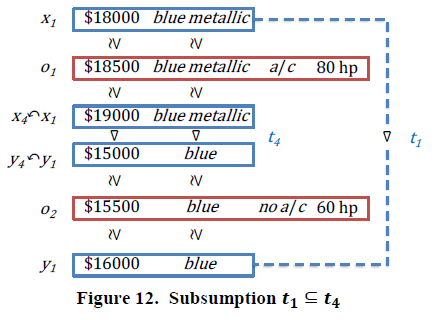 x₁ $18000 blue metallic
o₁ $18500 blue metallic a/c 80 hp
x₄↶x₁ $19000 blue metallic
∇ ∇ t₄ ∇ t₁
y₄↶y₁ $15000 blue
o₂ $15500 blue no a/c 60 hp
y₁ $16000 blue
Figure 12. Subsumption t₁ ⊆ t₄